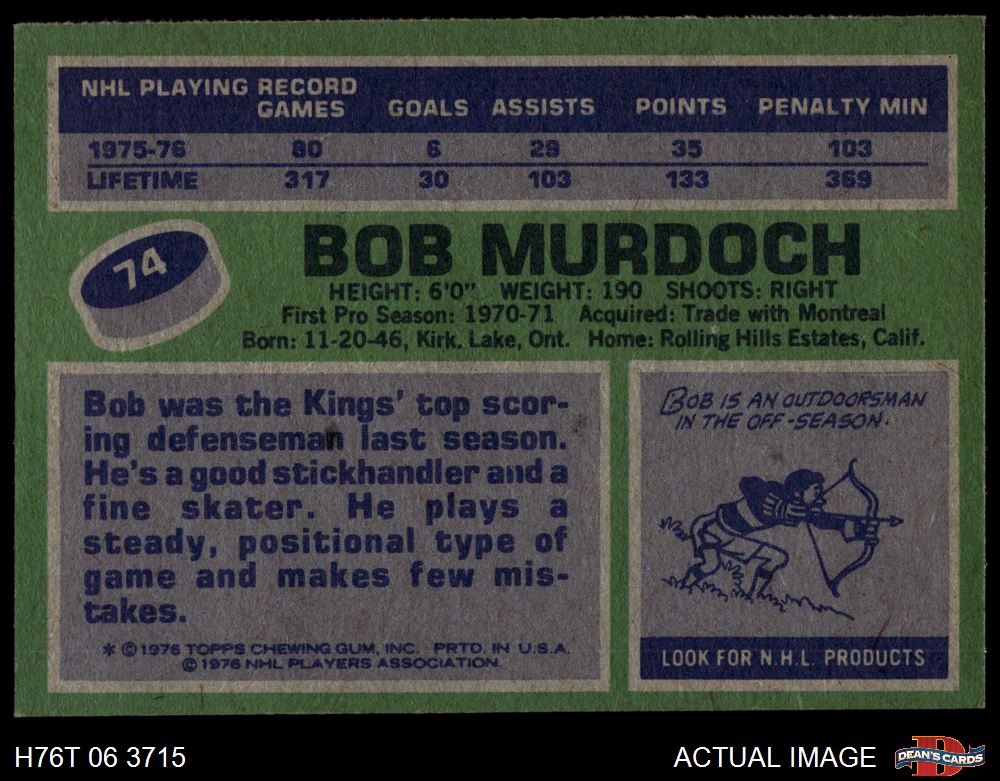 NHL PLAYING RECORD
GAMES GOALS ASSISTS POINTS PENALTY MIN
1975-76 80 6 29 35 103
LIFETIME 317 30 103 133 369
74
BOB MURDOCH
HEIGHT: 6'0" WEIGHT: 190 SHOOTS: RIGHT
First Pro Season: 1970-71 Acquired: Trade with Montreal
Born: 11-20-46, Kirk. Lake, Ont. Home: Rolling Hills Estates, Calif.
Bob was the Kings' top scor-
ing defenseman last season.
He's a good stickhandler and a
fine skater. He plays a
steady, positional type of
game and makes few mis-
takes.
* © 1976 TOPPS CHEWING GUM, INC. PRTD. IN U.S.A.
© 1976 NHL PLAYERS ASSOCIATION.
BOB IS AN OUTDOORSMAN
IN THE OFF-SEASON.
LOOK FOR N.H.L. PRODUCTS
H76T 06 3715
ACTUAL IMAGE
D
DEAN'S CARDS